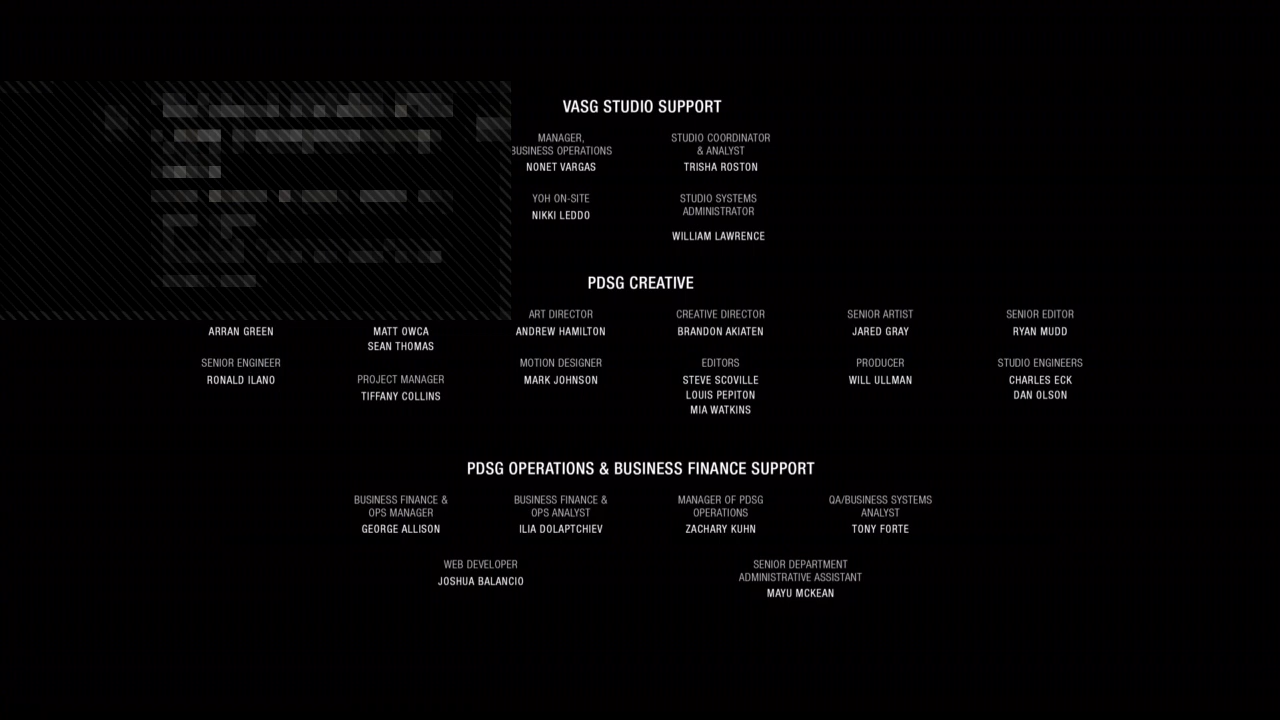 VASG STUDIO SUPPORT
MANAGER, STUDIO COORDINATOR
BUSINESS OPERATIONS & ANALYST
NONET VARGAS TRISHA ROSTON
YOH ON-SITE STUDIO SYSTEMS
ADMINISTRATOR
NIKKI LEDDO
WILLIAM LAWRENCE
PDSG CREATIVE
ART DIRECTOR CREATIVE DIRECTOR SENIOR ARTIST SENIOR EDITOR
ARRAN GREEN MATT OWCA ANDREW HAMILTON BRANDON AKIATEN JARED GRAY RYAN MUDD
SEAN THOMAS
SENIOR ENGINEER MOTION DESIGNER EDITORS PRODUCER STUDIO ENGINEERS
RONALD ILANO PROJECT MANAGER MARK JOHNSON STEVE SCOVILLE WILL ULLMAN CHARLES ECK
TIFFANY COLLINS LOUIS PEPITON DAN OLSON
MIA WATKINS
PDSG OPERATIONS & BUSINESS FINANCE SUPPORT
BUSINESS FINANCE & BUSINESS FINANCE & MANAGER OF PDSG QA/BUSINESS SYSTEMS
OPS MANAGER OPS ANALYST OPERATIONS ANALYST
GEORGE ALLISON ILIA DOLAPTCHIEV ZACHARY KUHN TONY FORTE
WEB DEVELOPER SENIOR DEPARTMENT
JOSHUA BALANCIO ADMINISTRATIVE ASSISTANT
MAYU MCKEAN